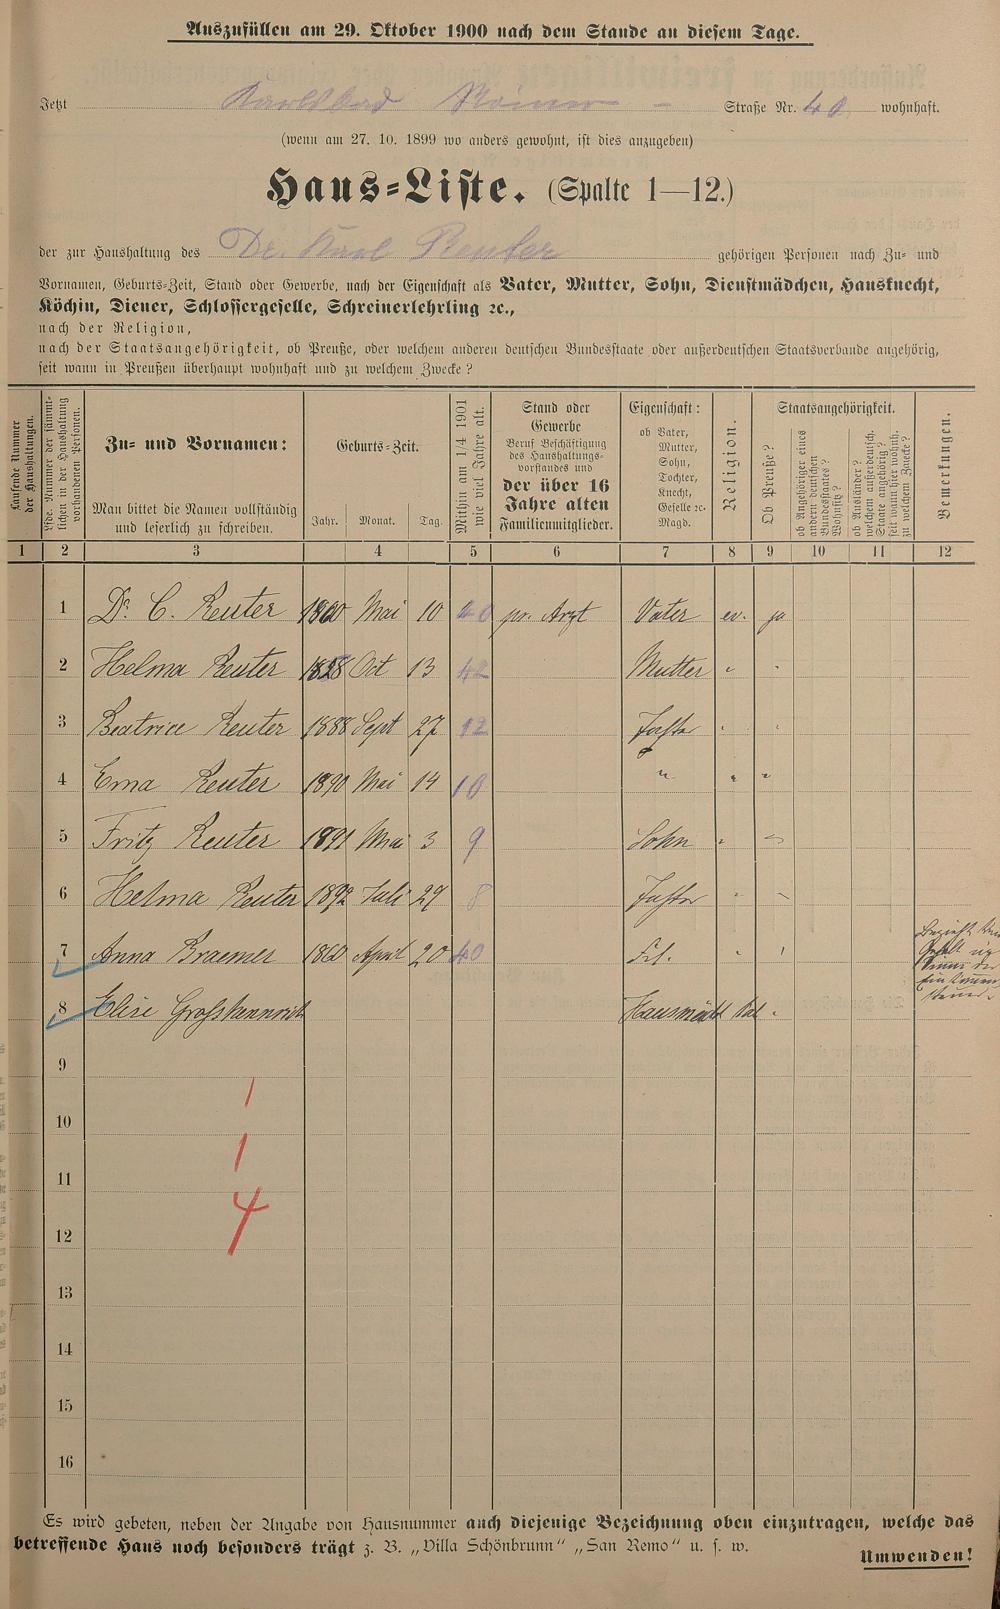 Auszufüllen am 29. Oktober 1900 nach dem Stande an diesem Tage.
Jetzt Karlsbad Straße Nr. 40 wohnhaft.
(wenn am 27. 10. 1899 wo anders gewohnt, ist dies anzugeben)
Haus-Liste. (Spalte 1—12.)
der zur Haushaltung des Dr. Karl Reuter gehörigen Personen nach Zu- und
Vornamen, Geburts-Zeit, Stand oder Gewerbe, nach der Eigenschaft als Vater, Mutter, Sohn, Dienstmädchen, Hausknecht,
Köchin, Diener, Schlossergeselle, Schreinerlehrling ꝛc.,
nach der Religion,
nach der Staatsangehörigkeit, ob Preuße, oder welchem anderen deutschen Bundesstaate oder außerdeutschen Staatsverbande angehörig,
seit wann in Preußen überhaupt wohnhaft und zu welchem Zwecke?
Laufende Nummer der Haushaltungen.
Lfde. Nummer der sämmtlichen in der Haushaltung vorhandenen Personen.
Zu- und Vornamen:
Man bittet die Namen vollständig
und leserlich zu schreiben.
Geburts-Zeit.
Jahr. Monat. Tag.
Mithin am 1/4 1901
wie viel Jahre alt.
Stand oder
Gewerbe
Beruf Beschäftigung
des Haushaltungs-
vorstandes und
der über 16
Jahre alten
Familienmitglieder.
Eigenschaft:
ob Vater,
Mutter,
Sohn,
Tochter,
Knecht,
Geselle ꝛc.
Magd.
Religion.
Staatsangehörigkeit.
Ob Preuße?
ob Angehöriger eines
andern deutschen
Bundesstaates?
Wohnsitz?
ob Ausländer?
welchem außerdeutsch.
Staate angehörig?
seit wann hier wohnh.
zu welchem Zwecke?
Bemerkungen.
1 2 3 4 5 6 7 8 9 10 11 12
1 Dr. C. Reuter 1860 Mai 10 40 pr. Arzt Vater ev. ja
2 Helma Reuter 1858 Oct 13 42 Mutter " "
3 Beatrice Reuter 1888 Sept 27 12 Tochter " "
4 Erna Reuter 1890 Mai 14 10 " " "
5 Fritz Reuter 1891 Mai 3 9 Sohn " "
6 Helma Reuter 1892 Juli 29 8 Tochter " "
7 Anna Braemer 1860 April 20 40 Frl. " "
8 Elise Hausmädch kat. "
9
1
10
1
11
4
12
13
14
15
16
Es wird gebeten, neben der Angabe von Hausnummer auch diejenige Bezeichnung oben einzutragen, welche das
betreffende Haus noch besonders trägt z. B. „Villa Schönbrunn" „San Remo" u. s. w.
Umwenden!